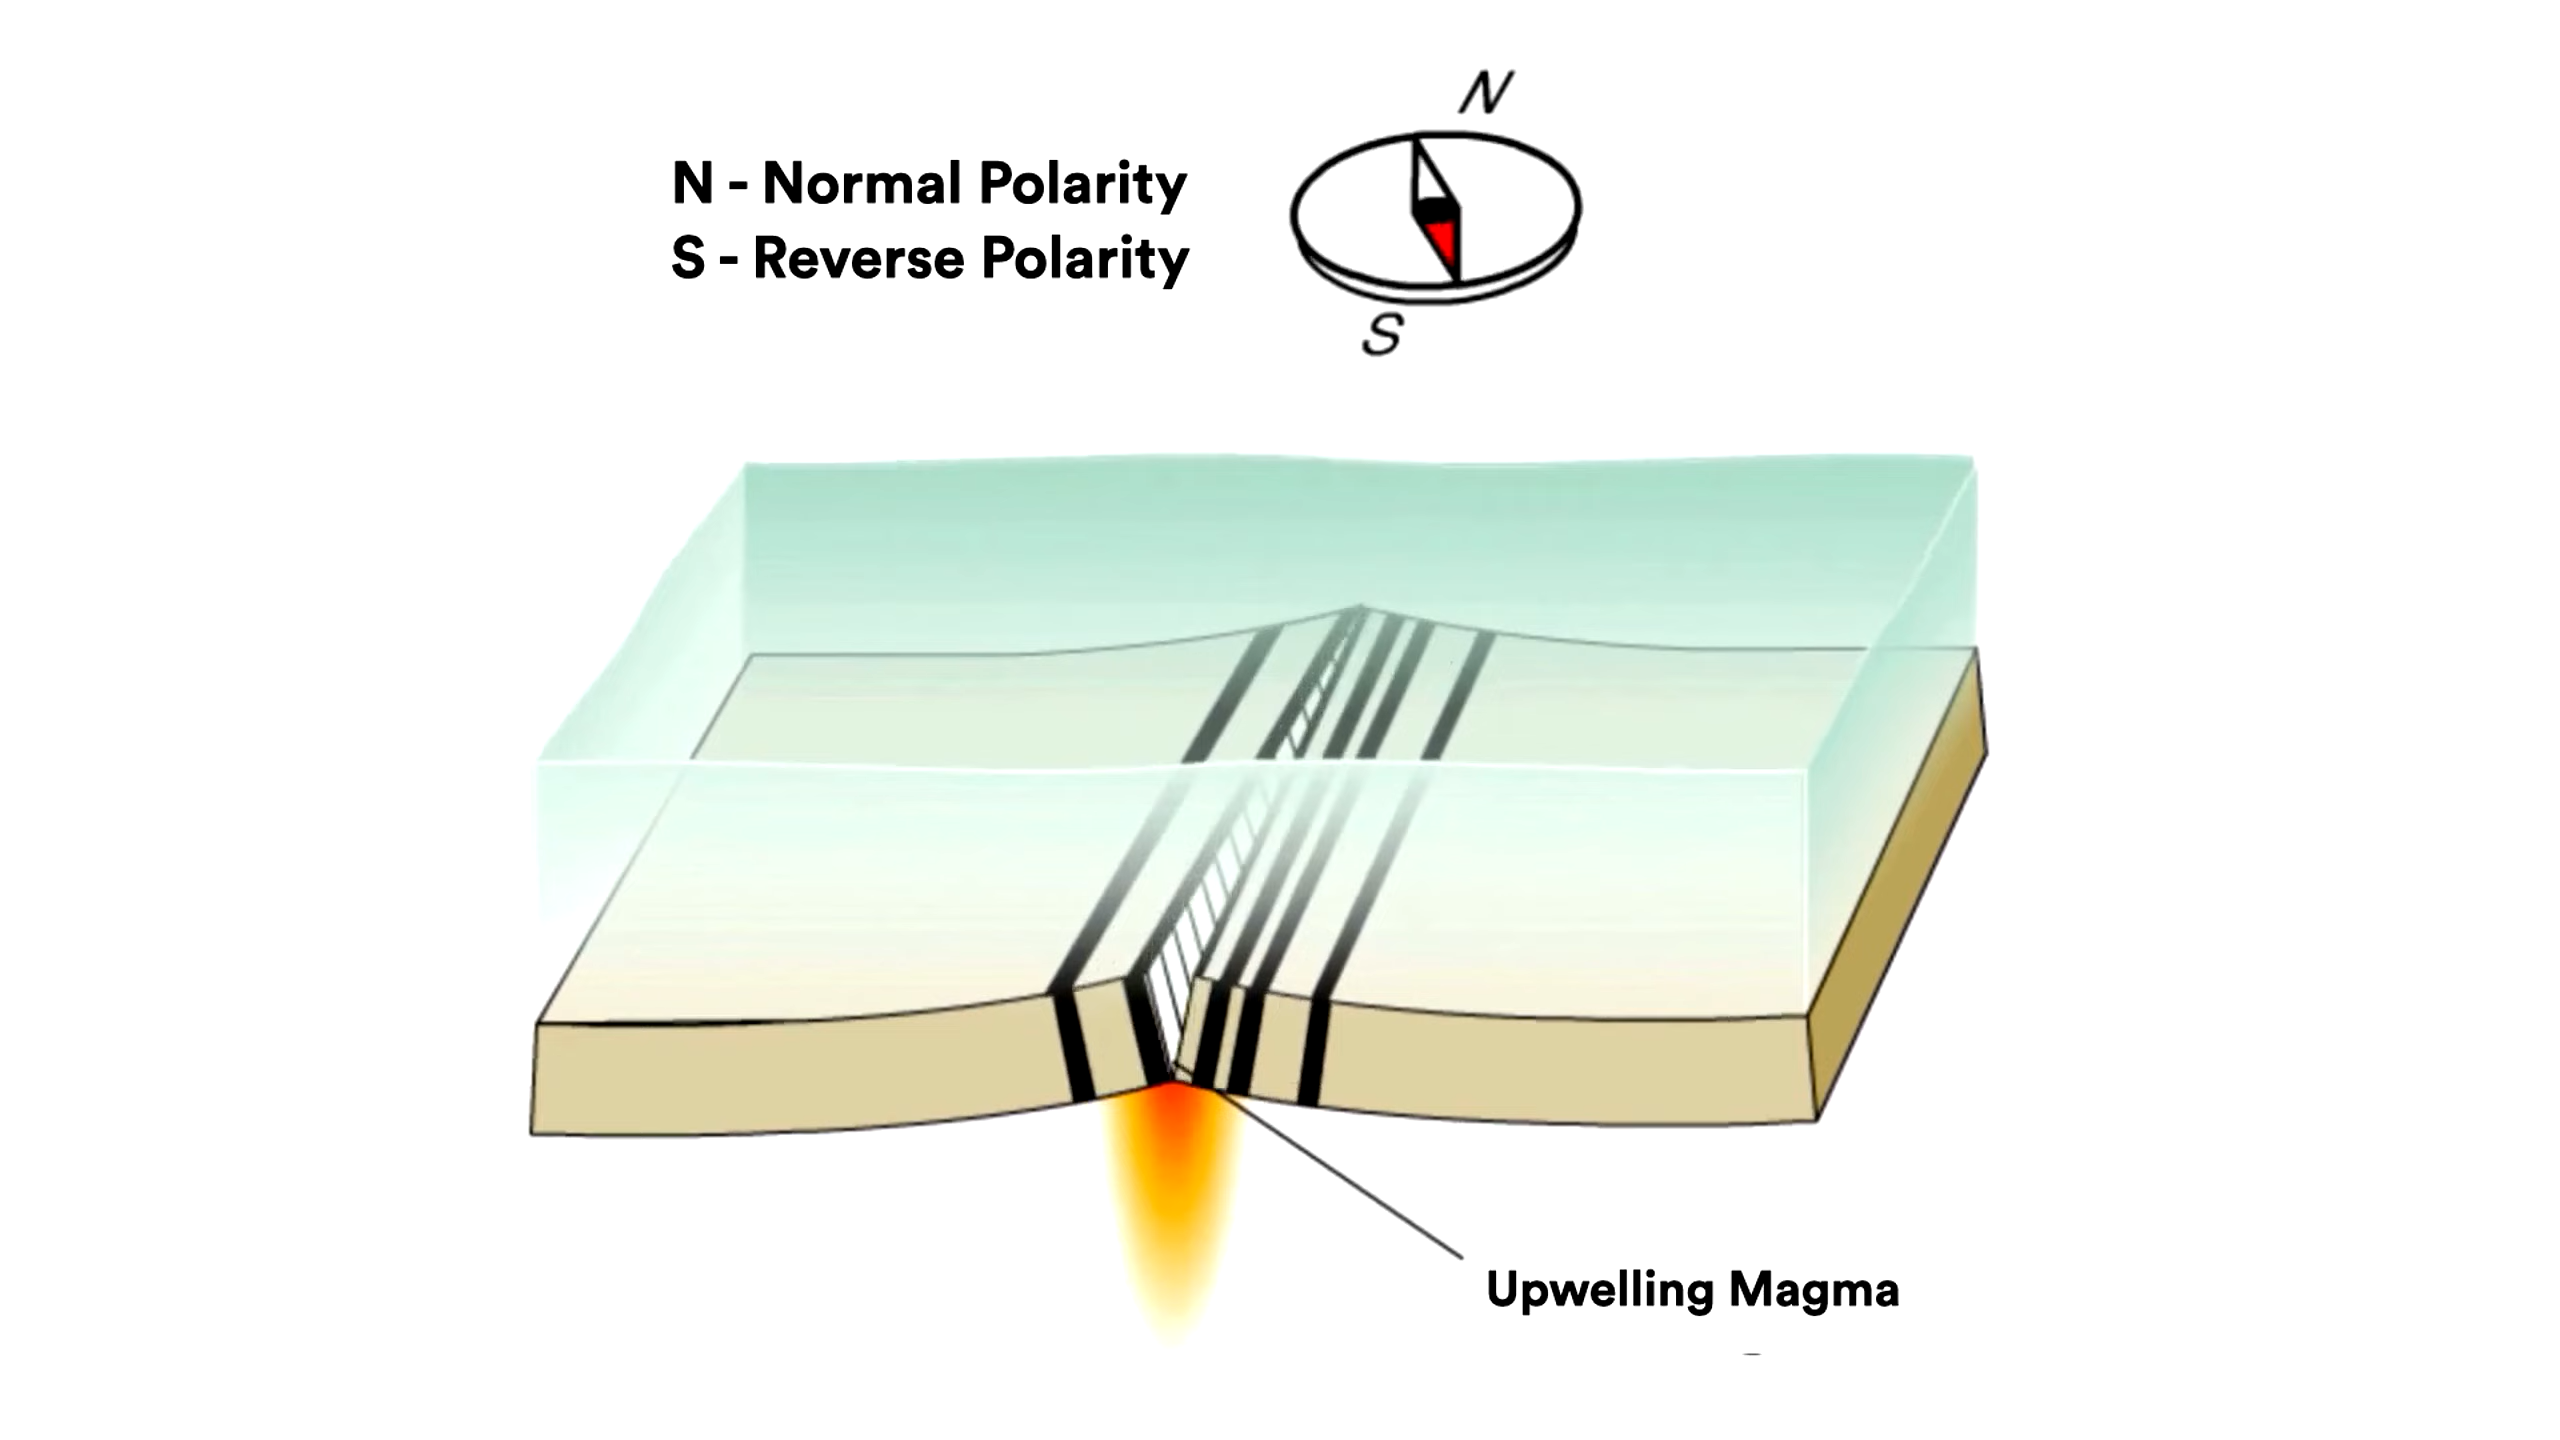 N
N - Normal Polarity
S - Reverse Polarity
S
Upwelling Magma